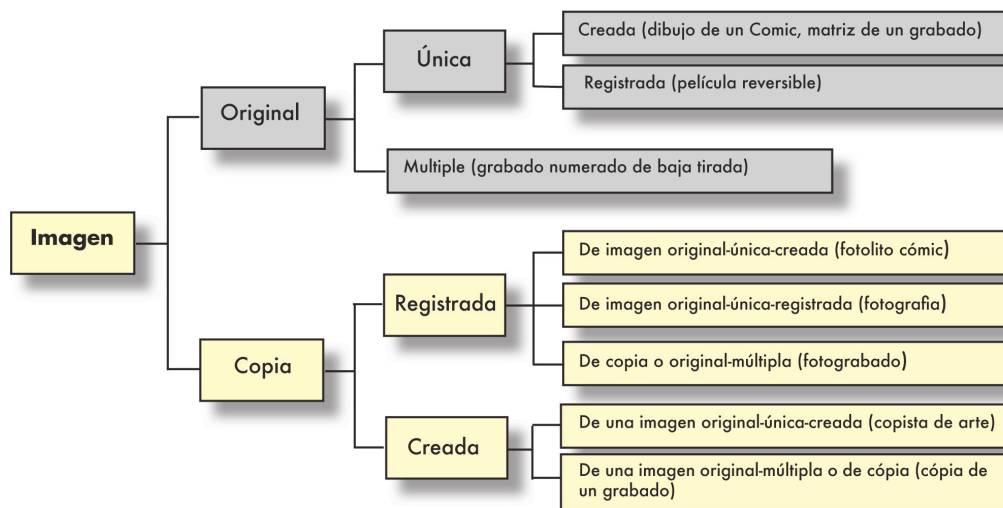 Imagen
Original
Única
Creada (dibujo de un Comic, matriz de un grabado)
Registrada (película reversible)
Multiple (grabado numerado de baja tirada)
Copia
Registrada
De imagen original-única-creada (fotolito cómic)
De imagen original-única-registrada (fotografia)
De copia o original-múltipla (fotograbado)
Creada
De una imagen original-única-creada (copista de arte)
De una imagen original-múltipla o de cópia (cópia de
un grabado)